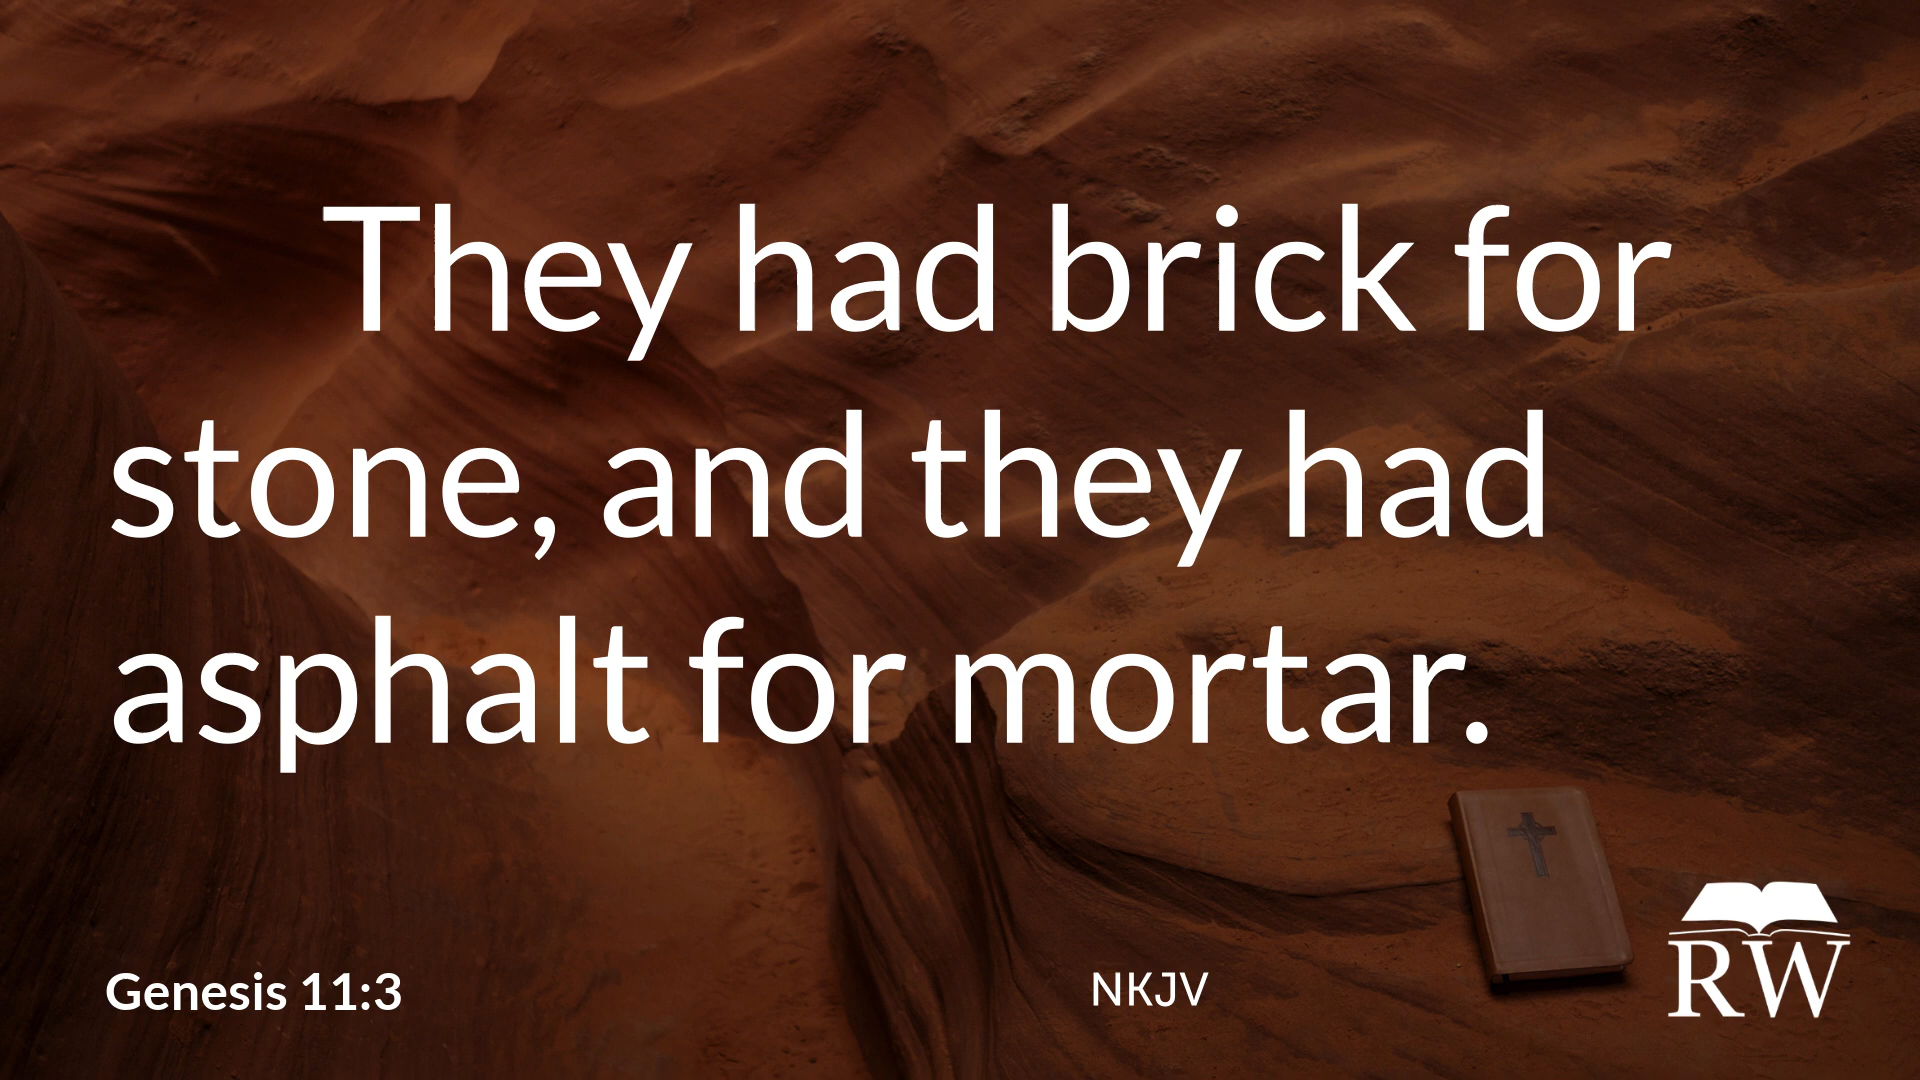 They had brick for
stone, and they had
asphalt for mortar.
Genesis 11:3
NKJV
RW